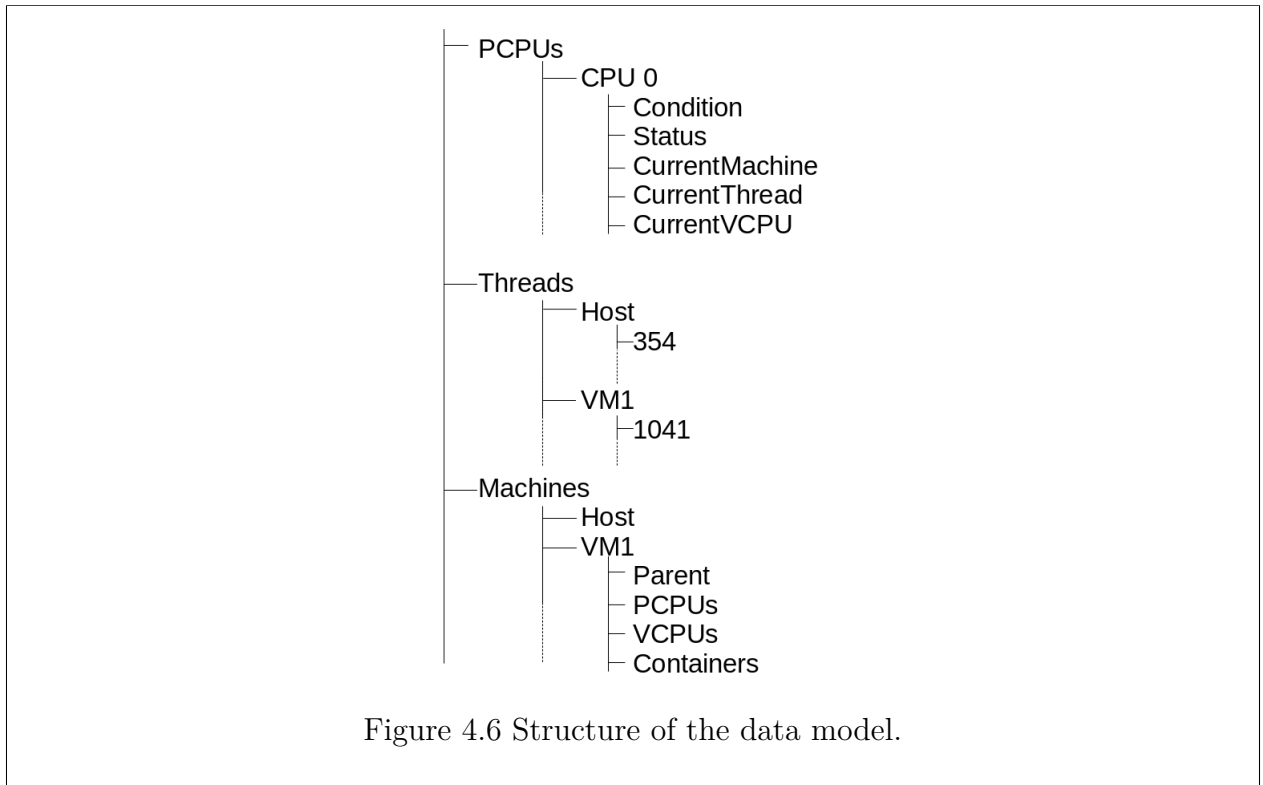 PCPUs
CPU 0
Condition
Status
CurrentMachine
CurrentThread
CurrentVCPU
Threads
Host
354
VM1
1041
Machines
Host
VM1
Parent
PCPUs
VCPUs
Containers
Figure 4.6 Structure of the data model.